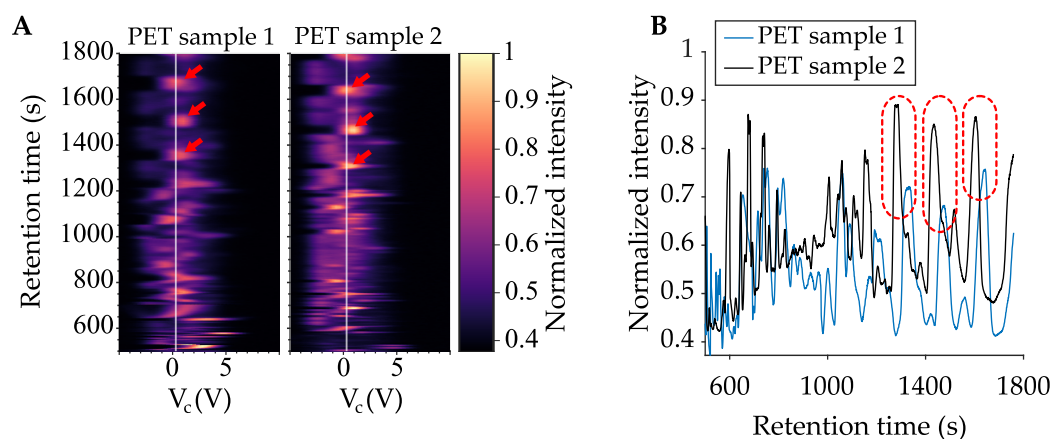 A
PET sample 1
PET sample 2
Retention time (s)
1800
1600
1400
1200
1000
800
600
0
5
V_c (V)
0
5
V_c (V)
1
0.9
0.8
0.7
0.6
0.5
0.4
Normalized intensity
B
PET sample 1
PET sample 2
Normalized intensity
1
0.9
0.8
0.7
0.6
0.5
0.4
600
1000
1400
1800
Retention time (s)